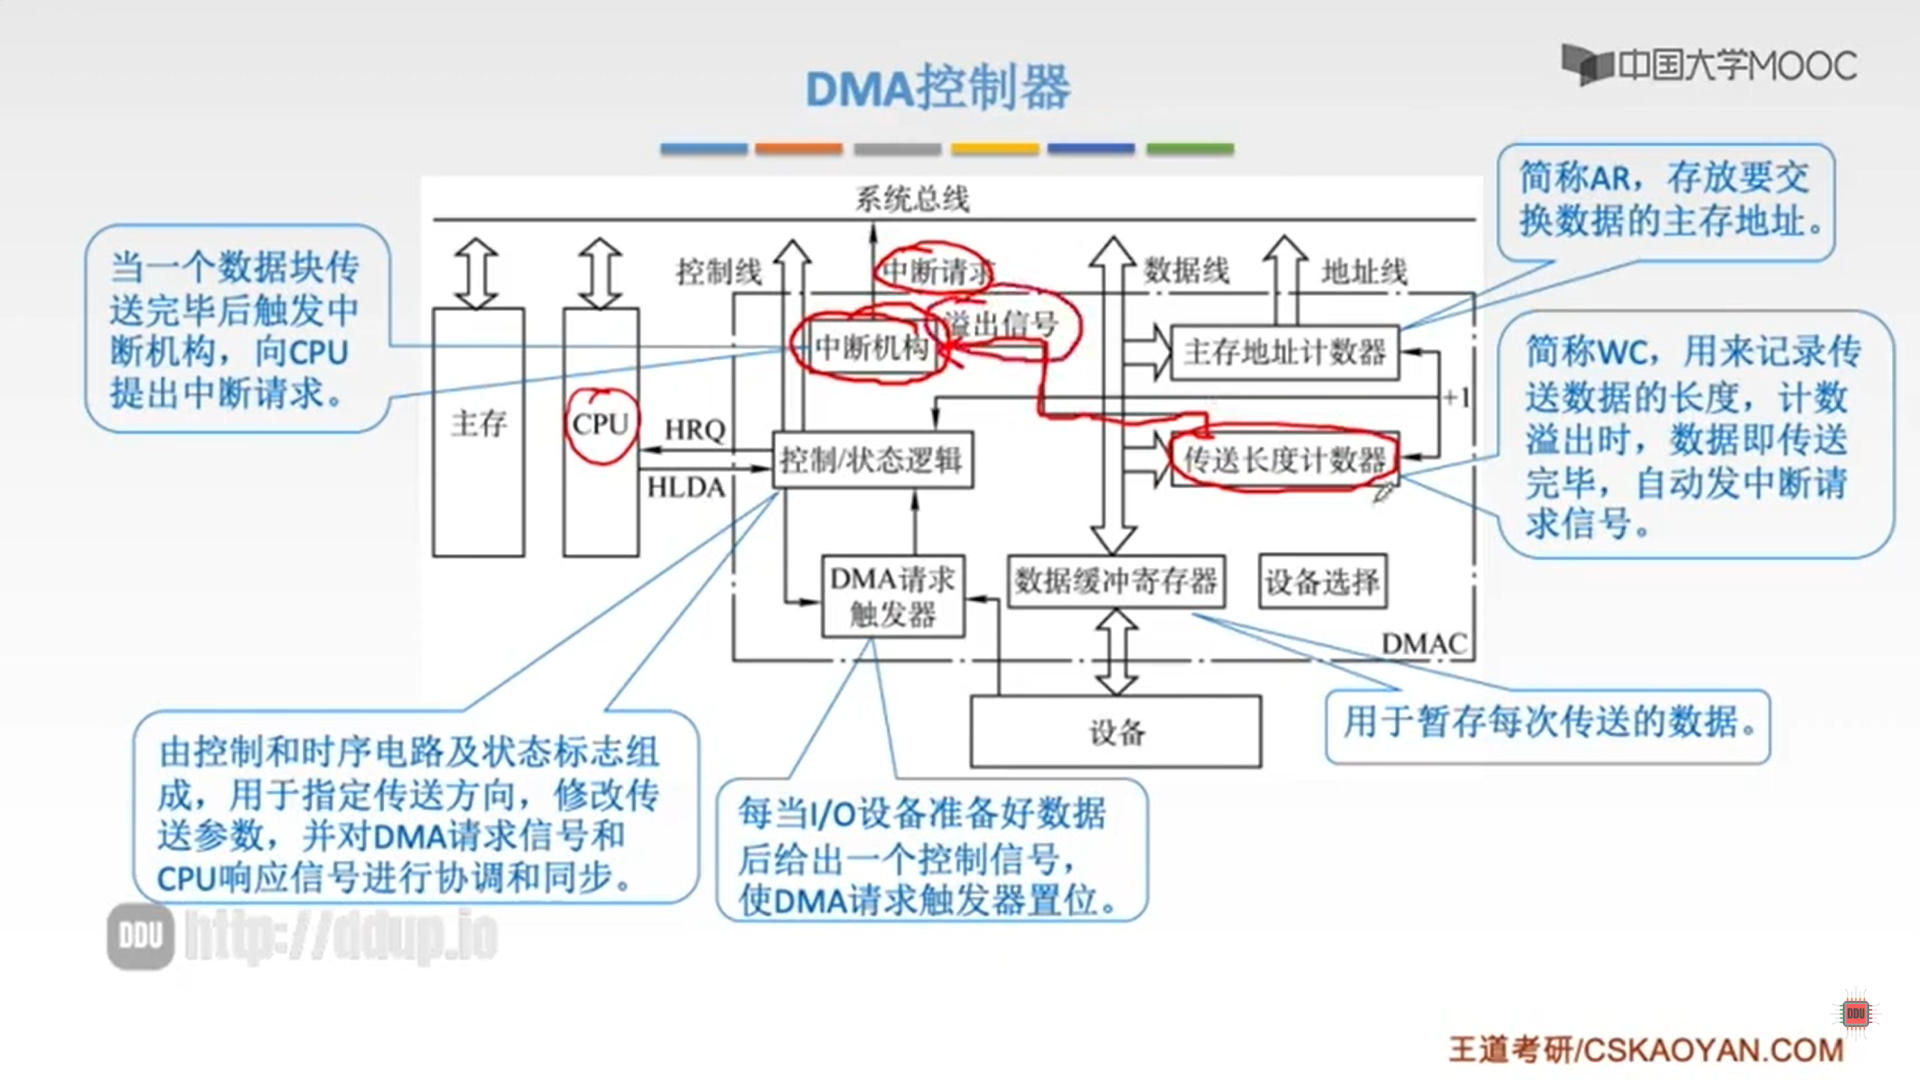 DMA控制器
中国大学MOOC
简称AR，存放要交
换数据的主存地址。
系统总线
当一个数据块传
送完毕后触发中
断机构，向CPU
提出中断请求。
控制线
中断请求
数据线
地址线
溢出信号
中断机构
主存地址计数器
简称WC，用来记录传
送数据的长度，计数
溢出时，数据即传送
完毕，自动发中断请
求信号。
+1
主存
CPU
HRQ
HLDA
控制/状态逻辑
传送长度计数器
DMA请求
触发器
数据缓冲寄存器
设备选择
DMAC
设备
用于暂存每次传送的数据。
由控制和时序电路及状态标志组
成，用于指定传送方向，修改传
送参数，并对DMA请求信号和
CPU响应信号进行协调和同步。
每当I/O设备准备好数据
后给出一个控制信号，
使DMA请求触发器置位。
DDU http://ddup.io
DDU
王道考研/CSKAOYAN.COM